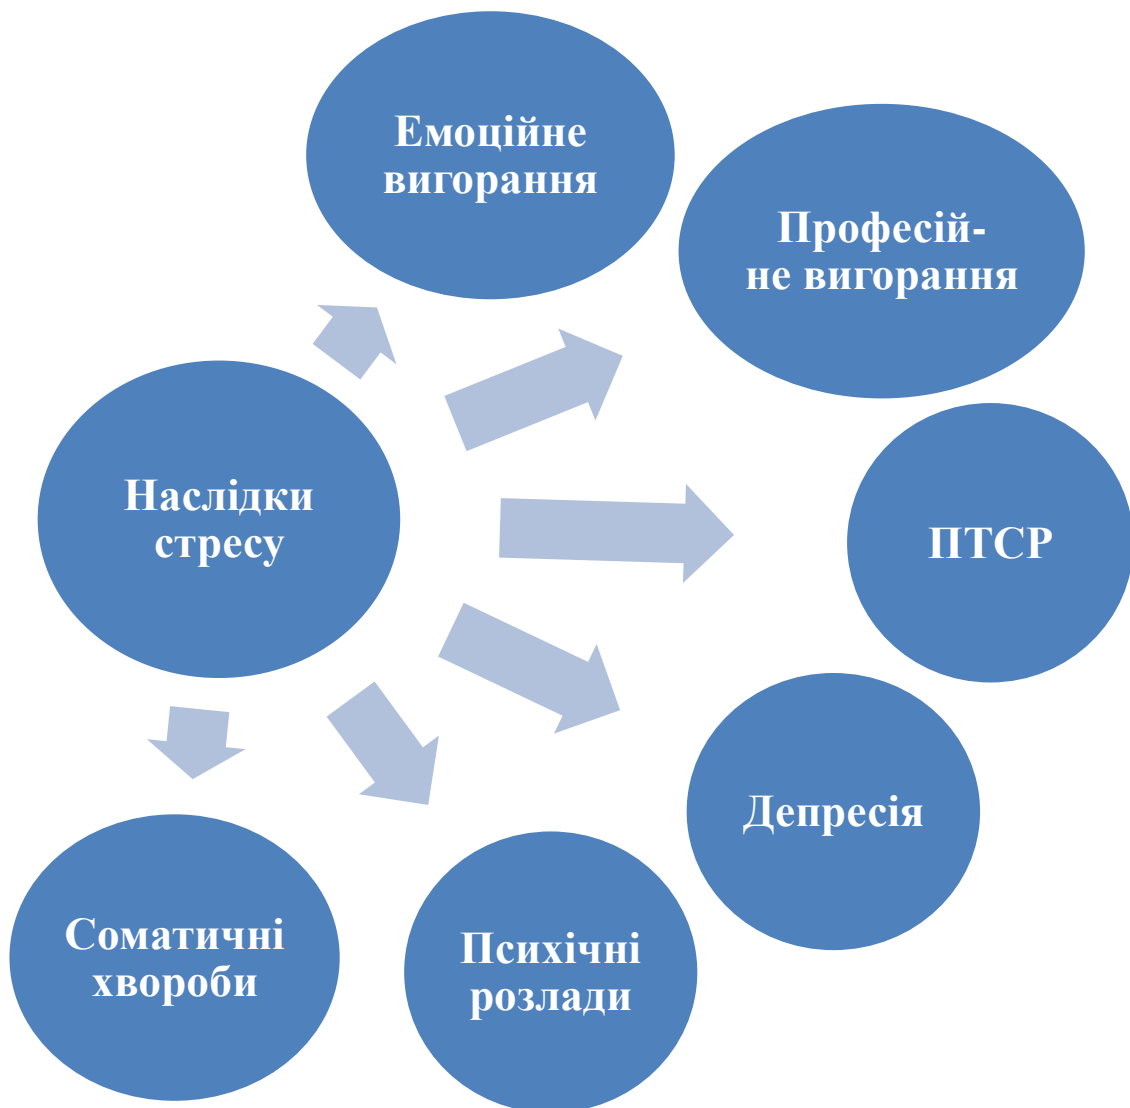 Емоційне
вигорання
Професій-
не вигорання
Наслідки
стресу
ПТСР
Депресія
Соматичні
хвороби
Психічні
розлади